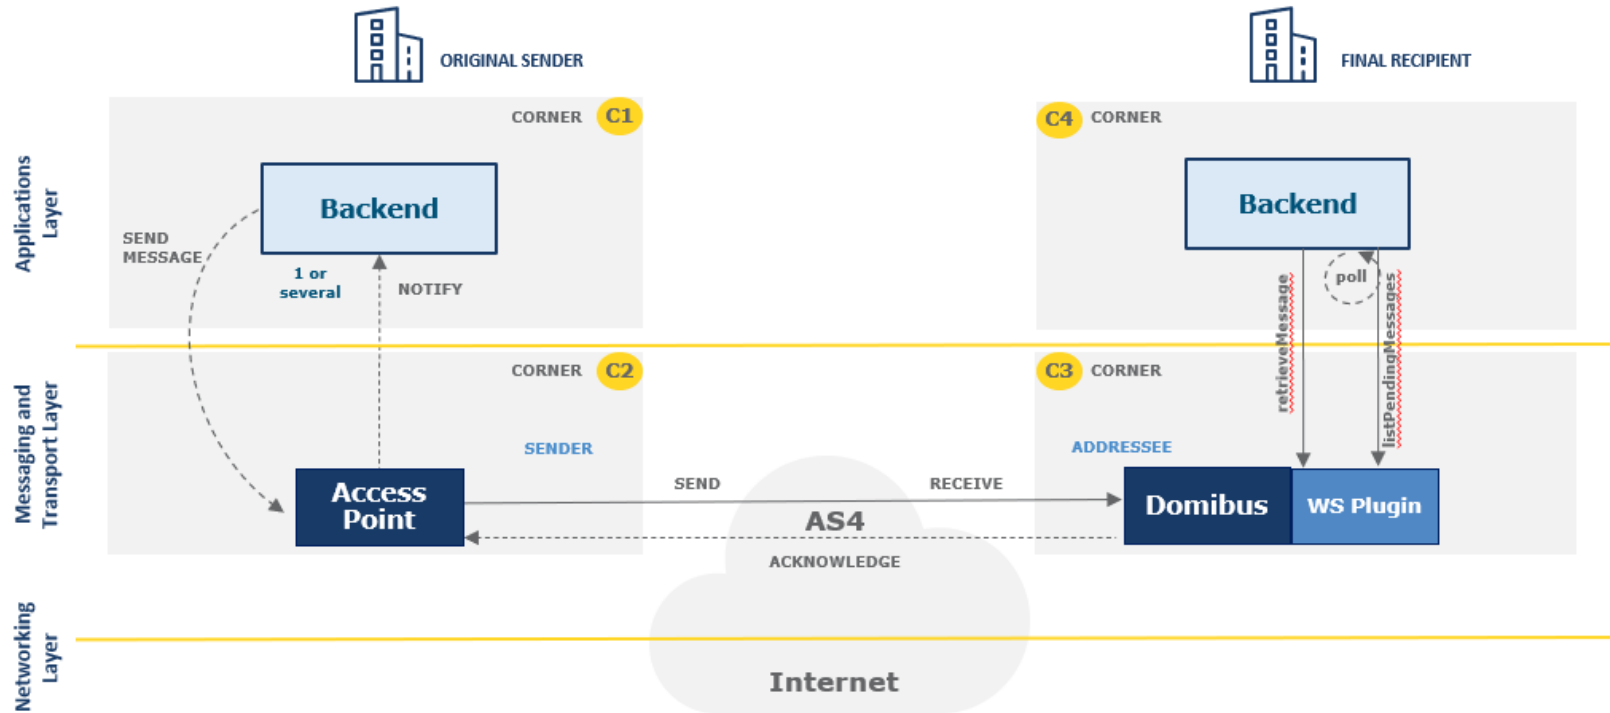 ORIGINAL SENDER
FINAL RECIPIENT
CORNER C1
C4 CORNER
Applications
Layer
Backend
Backend
SEND
MESSAGE
1 or
several
NOTIFY
poll
retrieveMessage
listPendingMessages
CORNER C2
C3 CORNER
Messaging and
Transport Layer
SENDER
ADDRESSEE
Access
Point
SEND
RECEIVE
Domibus
WS Plugin
AS4
ACKNOWLEDGE
Networking
Layer
Internet